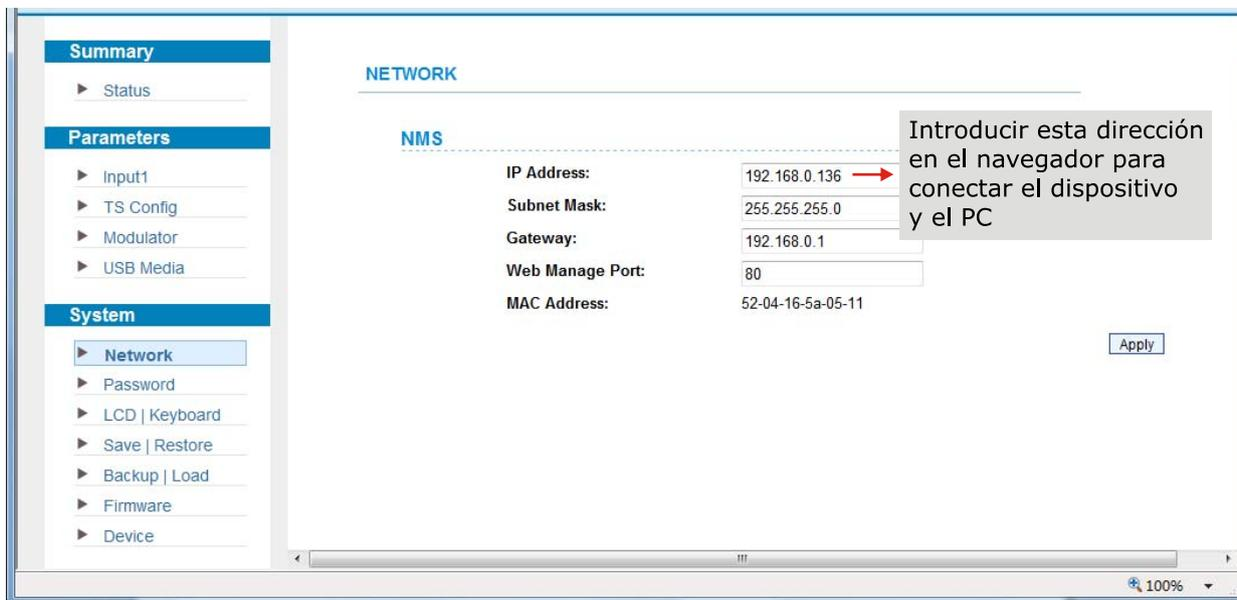 Summary
Status
Parameters
Input1
TS Config
Modulator
USB Media
System
Network
Password
LCD | Keyboard
Save | Restore
Backup | Load
Firmware
Device
NETWORK
NMS
IP Address: 192.168.0.136
Subnet Mask: 255.255.255.0
Gateway: 192.168.0.1
Web Manage Port: 80
MAC Address: 52-04-16-5a-05-11
Introducir esta dirección
en el navegador para
conectar el dispositivo
y el PC
Apply
100%